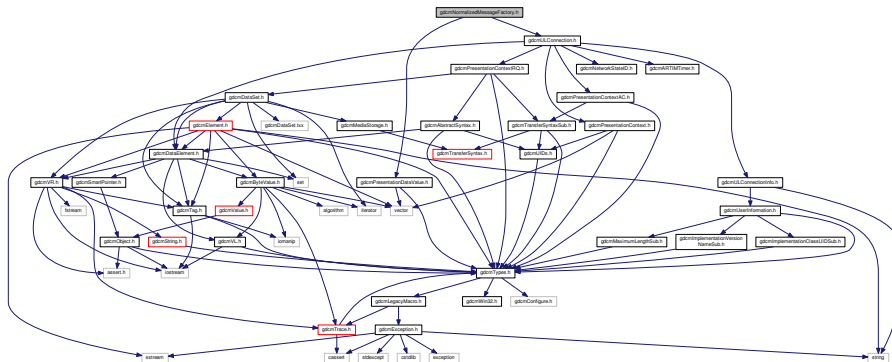 gdcmNormalizedMessageFactory.h
gdcmULConnection.h
gdcmPresentationContextRQ.h
gdcmNetworkStateID.h
gdcmARTIMTimer.h
gdcmDataSet.h
gdcmPresentationContextAC.h
gdcmElement.h
gdcmDataSet.txx
gdcmMediaStorage.h
gdcmAbstractSyntax.h
gdcmTransferSyntaxSub.h
gdcmPresentationContext.h
gdcmDataElement.h
gdcmTransferSyntax.h
gdcmUIDs.h
gdcmVR.h
gdcmSmartPointer.h
gdcmByteValue.h
set
gdcmPresentationDataValue.h
gdcmULConnectionInfo.h
fstream
gdcmTag.h
gdcmValue.h
algorithm
iterator
vector
gdcmUserInformation.h
gdcmObject.h
gdcmString.h
gdcmVL.h
iomanip
gdcmMaximumLengthSub.h
gdcmImplementationVersion
NameSub.h
gdcmImplementationClassUIDSub.h
assert.h
iostream
gdcmTypes.h
gdcmLegacyMacro.h
gdcmWin32.h
gdcmConfigure.h
gdcmTrace.h
gdcmException.h
sstream
cassert
stdexcept
cstdlib
exception
string